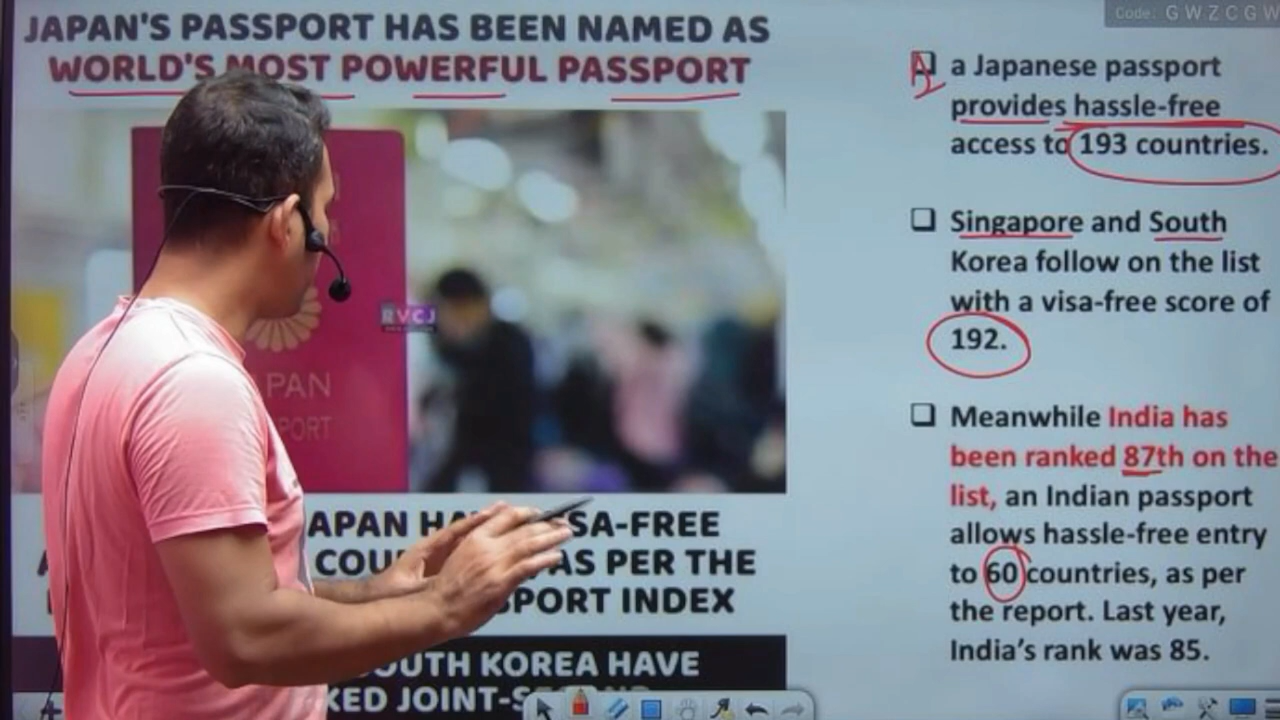 JAPAN'S PASSPORT HAS BEEN NAMED AS
WORLD'S MOST POWERFUL PASSPORT
RVCJ
PAN
PORT
APAN HA SA-FREE
COU AS PER THE
SPORT INDEX
SOUTH KOREA HAVE
KED JOINT-S
Code: G W Z C G W
a Japanese passport
provides hassle-free
access to 193 countries.
Singapore and South
Korea follow on the list
with a visa-free score of
192.
Meanwhile India has
been ranked 87th on the
list, an Indian passport
allows hassle-free entry
to 60 countries, as per
the report. Last year,
India's rank was 85.